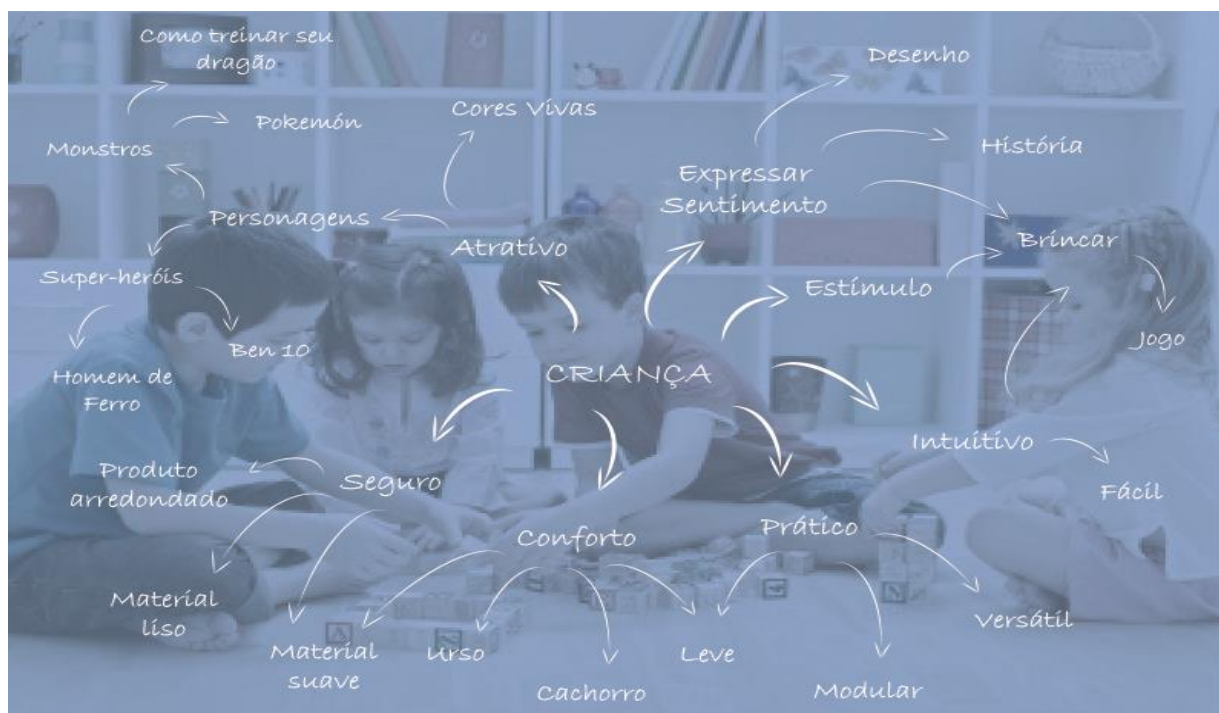 Como treinar seu
dragão
Desenho
Cores Vivas
Pokemón
Monstros
História
Expressar
Sentimento
Personagens
Atrativo
Brincar
Super-heróis
Estímulo
Ben 10
Jogo
Homem de
Ferro
CRIANÇA
Intuitivo
Produto
arredondado
Seguro
Fácil
Conforto
Prático
Material
liso
Versátil
Material
suave
Urso
Leve
Cachorro
Modular